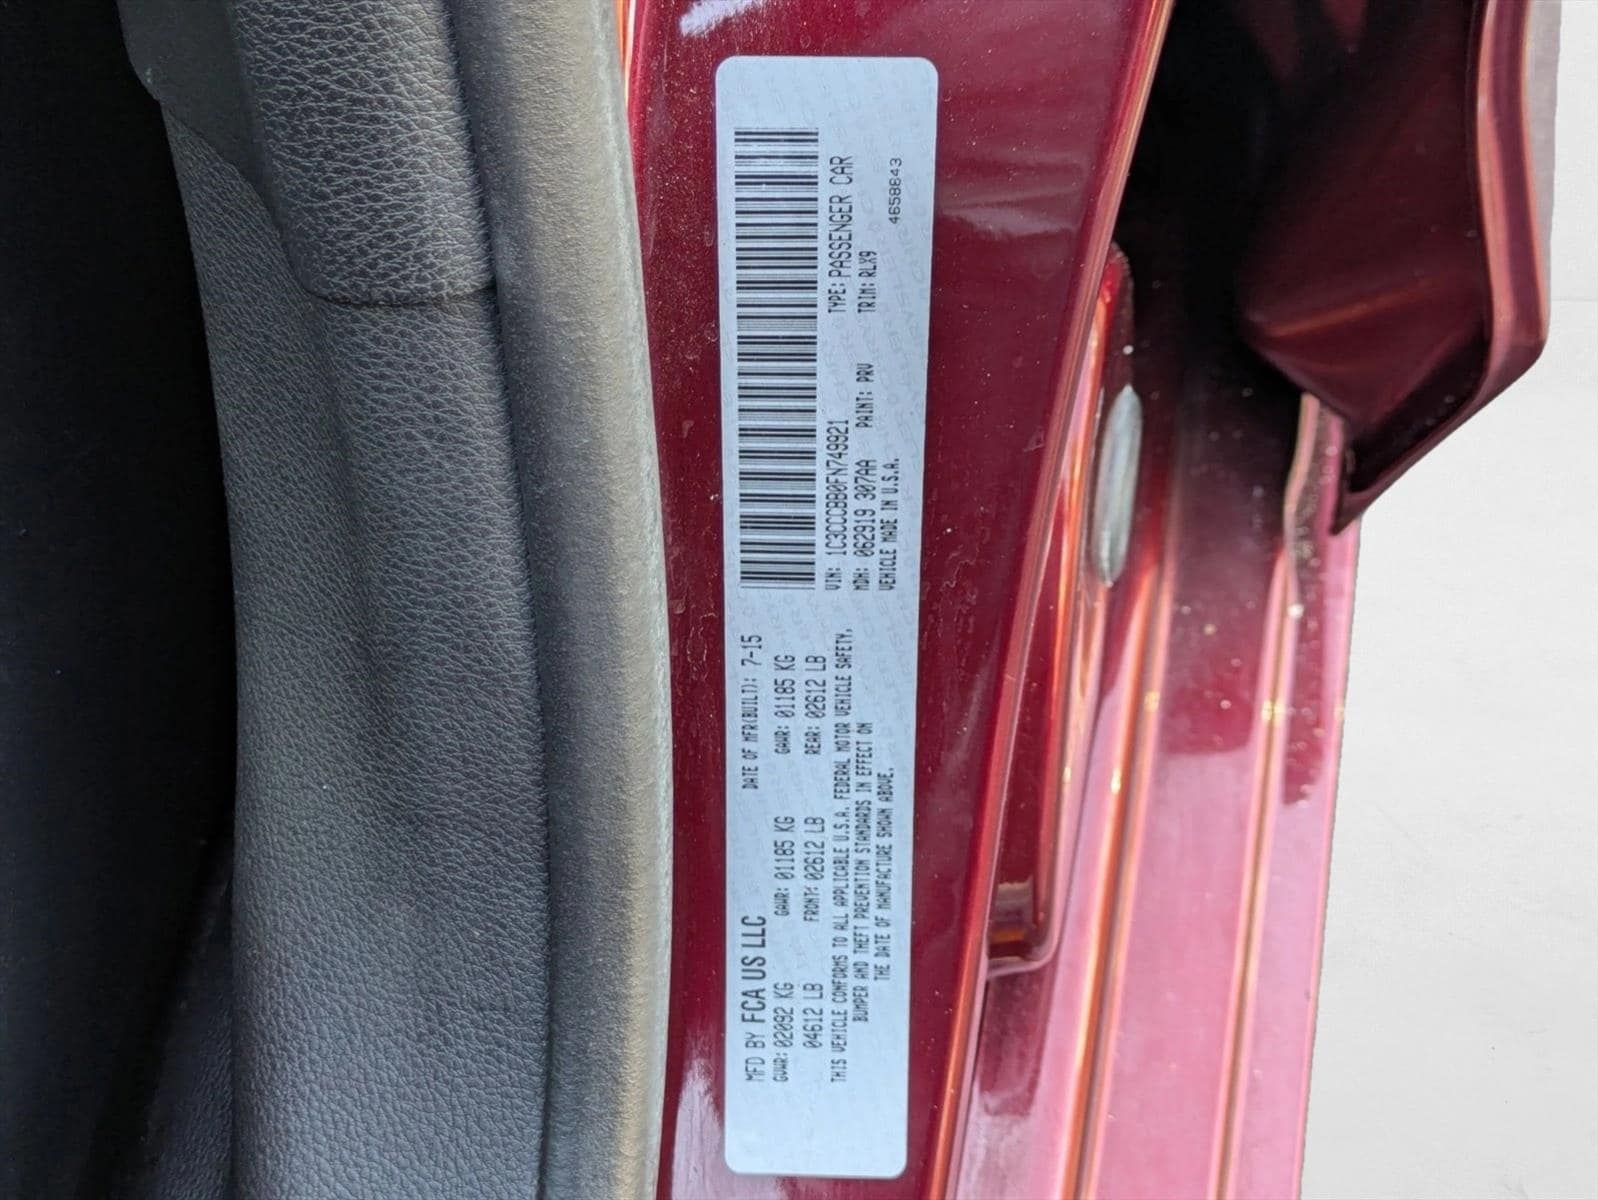 MFD BY FCA US LLC DATE OF MFR(BUILT): 7-15
GVWR: 02092 KG GAWR: 01185 KG GAWR: 01185 KG
04612 LB FRONT: 02612 LB REAR: 02612 LB
THIS VEHICLE CONFORMS TO ALL APPLICABLE U.S.A. FEDERAL MOTOR VEHICLE SAFETY,
BUMPER AND THEFT PREVENTION STANDARDS IN EFFECT ON
THE DATE OF MANUFACTURE SHOWN ABOVE.
VIN: 1C3CCCBB0FN749921 TYPE: PASSENGER CAR
MDH: 062919 307AA PAINT: PRV TRIM: RLX9
VEHICLE MADE IN U.S.A.
4658643